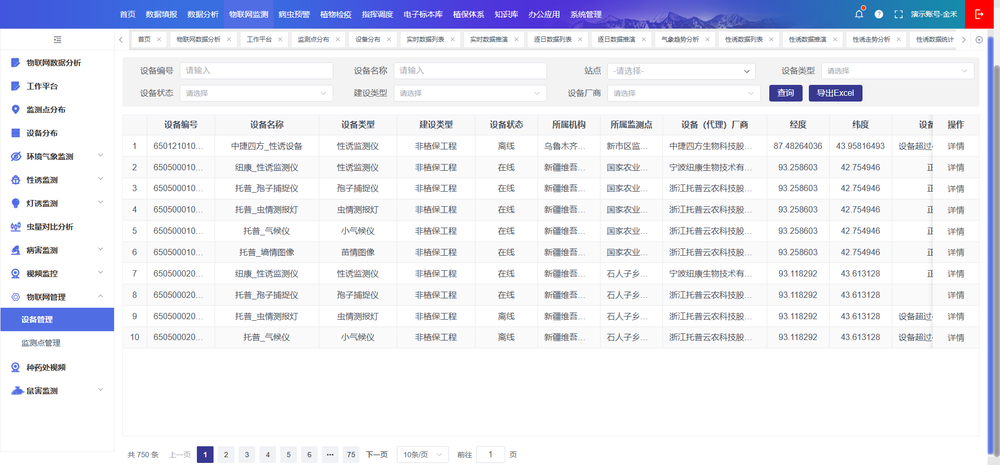 首页 数据填报 数据分析 物联网监测 病虫预警 植物检疫 指挥调度 电子标本库 植保体系 知识库 办公应用 系统管理 演示账号-金禾
首页 物联网数据分析 工作平台 监测点分布 设备分布 实时数据列表 实时数据推演 逐日数据列表 逐日数据推演 气象趋势分析 性诱数据列表 性诱数据推演 性诱走势分析 性诱数据统计
物联网数据分析
工作平台
监测点分布
设备分布
环境气象监测
性诱监测
灯诱监测
虫量对比分析
病害监测
视频监控
物联网管理
设备管理
监测点管理
种药处视频
鼠害监测
设备编号 请输入 设备名称 请输入 站点 -请选择- 设备类型 请选择
设备状态 请选择 建设类型 请选择 设备厂商 请选择 查询 导出Excel
设备编号 设备名称 设备类型 建设类型 设备状态 所属机构 所属监测点 设备（代理）厂商 经度 纬度 设备 操作
1 650121010... 中捷四方_性诱设备 性诱监测仪 非植保工程 离线 乌鲁木齐... 新市区监... 中捷四方生物科技股... 87.48264036 43.95816493 设备超过 详情
2 650500010... 纽康_性诱监测仪 性诱监测仪 非植保工程 在线 新疆维吾... 国家农业... 宁波纽康生物技术有... 93.258603 42.754946 正 详情
3 650500010... 托普_孢子捕捉仪 孢子捕捉仪 非植保工程 在线 新疆维吾... 国家农业... 浙江托普云农科技股... 93.258603 42.754946 正 详情
4 650500010... 托普_虫情测报灯 虫情测报灯 非植保工程 在线 新疆维吾... 国家农业... 浙江托普云农科技股... 93.258603 42.754946 正 详情
5 650500010... 托普_气候仪 小气候仪 非植保工程 在线 新疆维吾... 国家农业... 浙江托普云农科技股... 93.258603 42.754946 正 详情
6 650500010... 托普_墒情图像 苗情图像 非植保工程 在线 新疆维吾... 国家农业... 浙江托普云农科技股... 93.258603 42.754946 正 详情
7 650500020... 纽康_性诱监测仪 性诱监测仪 非植保工程 在线 新疆维吾... 石人子乡... 宁波纽康生物技术有... 93.118292 43.613128 正 详情
8 650500020... 托普_孢子捕捉仪 孢子捕捉仪 非植保工程 在线 新疆维吾... 石人子乡... 浙江托普云农科技股... 93.118292 43.613128 详情
9 650500020... 托普_虫情测报灯 虫情测报灯 非植保工程 离线 新疆维吾... 石人子乡... 浙江托普云农科技股... 93.118292 43.613128 设备超过 详情
10 650500020... 托普_气候仪 小气候仪 非植保工程 离线 新疆维吾... 石人子乡... 浙江托普云农科技股... 93.118292 43.613128 设备超过 详情
共 750 条 上一页 1 2 3 4 5 6 ••• 75 下一页 10条/页 前往 1 页